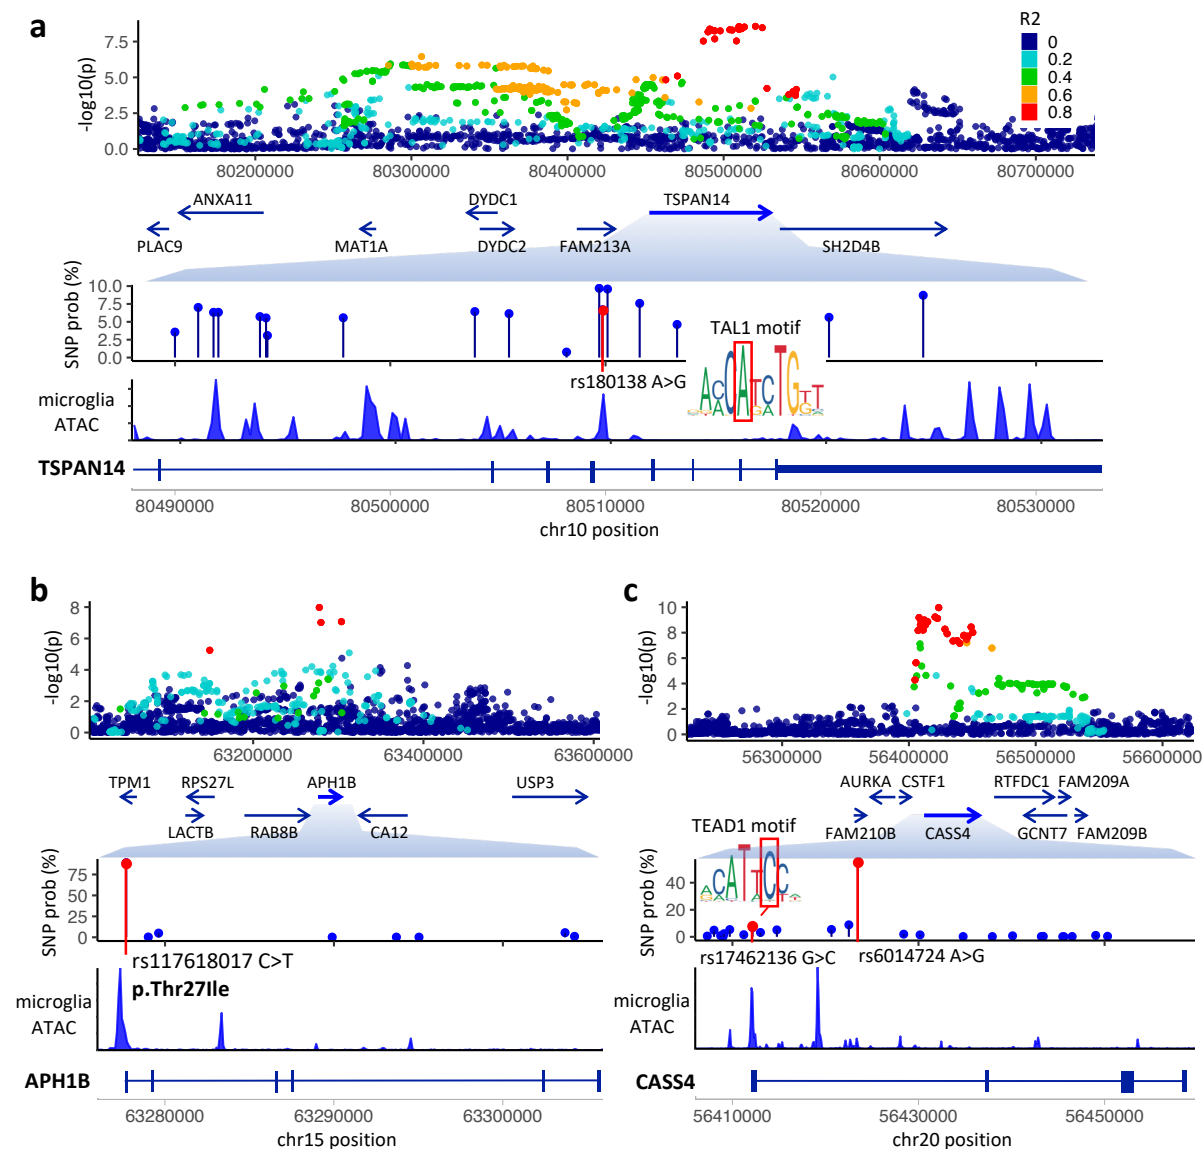 a
R2
0
0.2
0.4
0.6
0.8
-log10(p)
7.5
5.0
2.5
0.0
80200000 80300000 80400000 80500000 80600000 80700000
ANXA11 DYDC1 TSPAN14
PLAC9 MAT1A DYDC2 FAM213A SH2D4B
SNP prob (%)
10.0
7.5
5.0
2.5
0.0
TAL1 motif
rs180138 A>G
microglia
ATAC
TSPAN14
80490000 80500000 80510000 80520000 80530000
chr10 position
b
-log10(p)
8
6
4
2
0
63200000 63400000 63600000
TPM1 RPS27L APH1B USP3
LACTB RAB8B CA12
SNP prob (%)
75
50
25
0
rs117618017 C>T
p.Thr27Ile
microglia
ATAC
APH1B
63280000 63290000 63300000
chr15 position
c
-log10(p)
10
8
6
4
2
0
56300000 56400000 56500000 56600000
AURKA CSTF1 RTFDC1 FAM209A
FAM210B CASS4 GCNT7 FAM209B
TEAD1 motif
SNP prob (%)
40
20
0
rs17462136 G>C rs6014724 A>G
microglia
ATAC
CASS4
56410000 56430000 56450000
chr20 position